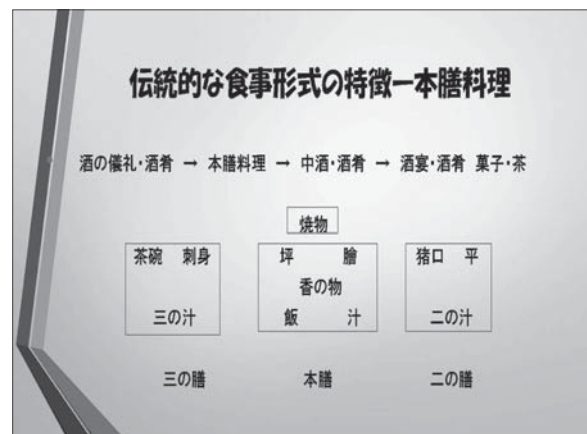 伝統的な食事形式の特徴ー本膳料理
酒の儀礼・酒肴 → 本膳料理 → 中酒・酒肴 → 酒宴・酒肴 菓子・茶
焼物
茶碗 刺身
三の汁
坪 膾
香の物
飯 汁
猪口 平
二の汁
三の膳 本膳 二の膳